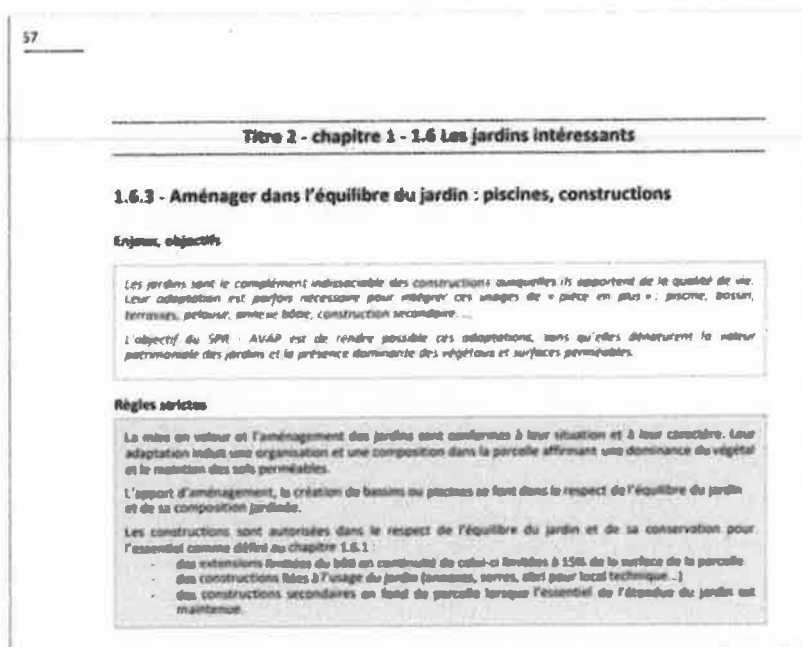 57
Titre 2 - chapitre 1 - 1.6 Les jardins intéressants
1.6.3 - Aménager dans l'équilibre du jardin : piscines, constructions
Enjeux, objectifs
Les jardins sont le complément indissociable des constructions auxquelles ils apportent de la qualité de vie.
Leur adaptation est parfois nécessaire pour intégrer ces usages de « pièce en plus » : piscine, bassin,
terrasses, pelouse, annexe bâtie, construction secondaire...
L'objectif du SPR - AVAP est de rendre possible ces adaptations, sans qu'elles dénaturent la valeur
patrimoniale des jardins et la présence dominante des végétaux et surfaces perméables.
Règles strictes
La mise en valeur et l'aménagement des jardins sont conformes à leur situation et à leur caractère. Leur
adaptation induit une organisation et une composition dans la parcelle affirmant une dominance du végétal
et le maintien des sols perméables.
L'apport d'aménagement, la création de bassins ou piscines se font dans le respect de l'équilibre du jardin
et de sa composition jardinée.
Les constructions sont autorisées dans le respect de l'équilibre du jardin et de sa conservation pour
l'essentiel comme défini au chapitre 1.6.1 :
- des extensions limitées du bâti en continuité de celui-ci limitées à 15% de la surface de la parcelle
- des constructions liées à l'usage du jardin (annexes, serres, abri pour local technique...)
- des constructions secondaires en fond de parcelle lorsque l'essentiel de l'étendue du jardin est
maintenue.